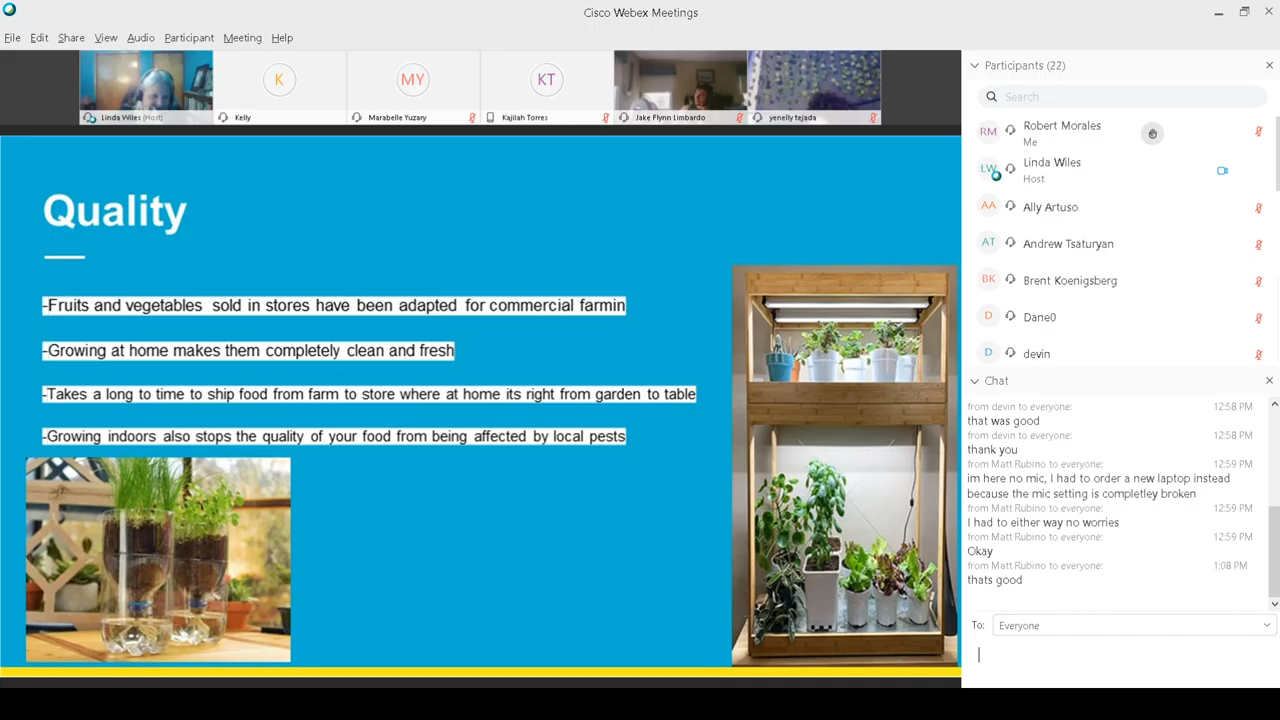 Cisco Webex Meetings
File Edit Share View Audio Participant Meeting Help
K
MY
KT
Linda Wiles (Host)
Kelly
Marabelle Yuzary
Kajilah Torres
Jake Flynn Limbardo
yenelly tejada
Quality
-Fruits and vegetables sold in stores have been adapted for commercial farmin
-Growing at home makes them completely clean and fresh
-Takes a long to time to ship food from farm to store where at home its right from garden to table
-Growing indoors also stops the quality of your food from being affected by local pests
Participants (22)
Search...
RM Robert Morales
Me
LW Linda Wiles
Host
AA Ally Artuso
AT Andrew Tsaturyan
BK Brent Koenigsberg
D Dane0
D devin
Chat
from devin to everyone: 12:58 PM
that was good
from devin to everyone: 12:58 PM
thank you
from Matt Rubino to everyone: 12:59 PM
im here no mic, I had to order a new laptop instead
because the mic setting is completley broken
from Matt Rubino to everyone: 12:59 PM
I had to either way no worries
from Matt Rubino to everyone: 12:59 PM
Okay
from Matt Rubino to everyone: 1:08 PM
thats good
To: Everyone